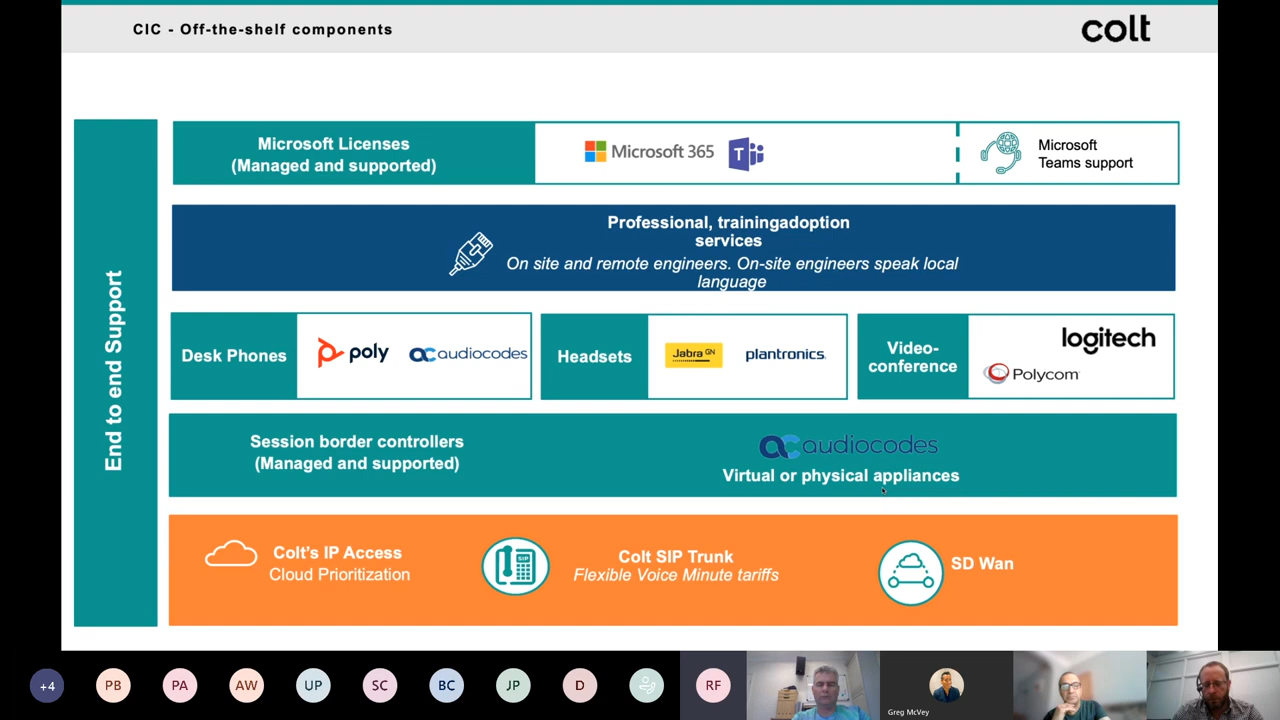 CIC - Off-the-shelf components
colt
End to end Support
Microsoft Licenses
(Managed and supported)
Microsoft 365
T
Microsoft
Teams support
Professional, trainingadoption
services
On site and remote engineers. On-site engineers speak local
language
Desk Phones
poly
audiocodes
Headsets
Jabra GN
plantronics.
Video-
conference
logitech
Polycom
Session border controllers
(Managed and supported)
audiocodes
Virtual or physical appliances
Colt's IP Access
Cloud Prioritization
SIP
Colt SIP Trunk
Flexible Voice Minute tariffs
SD Wan
+4
PB
PA
AW
UP
SC
BC
JP
D
RF
Greg McVey